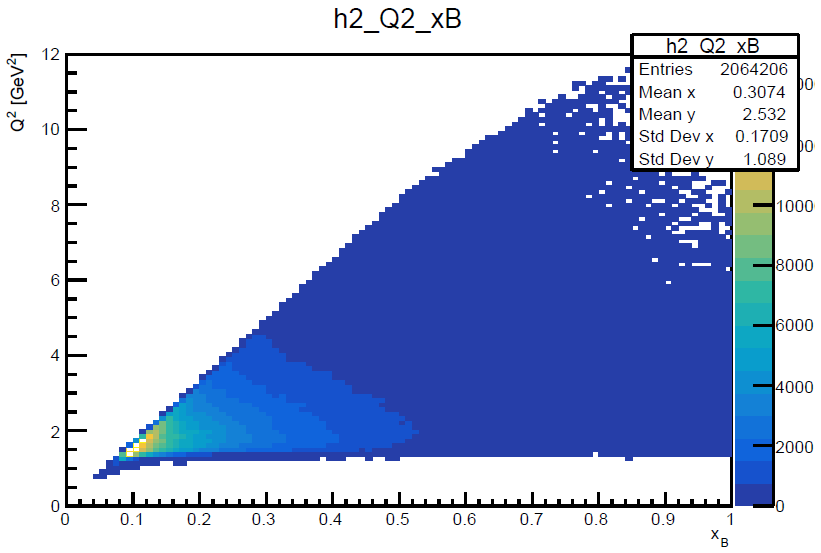 h2_Q2_xB
h2_Q2_xB
Entries 2064206
Mean x 0.3074
Mean y 2.532
Std Dev x 0.1709
Std Dev y 1.089
Q² [GeV²]
12
10
8
6
4
2
0
0 0.1 0.2 0.3 0.4 0.5 0.6 0.7 0.8 0.9 1
x_B
10000
8000
6000
4000
2000
0